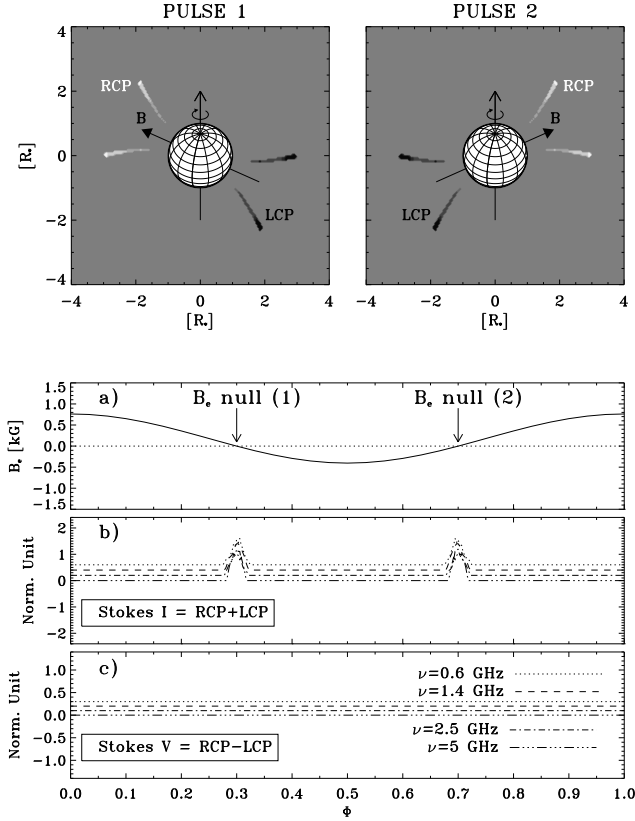 PULSE 1
PULSE 2
4
2
0
−2
−4
[R*]
RCP
B
LCP
RCP
B
LCP
−4 −2 0 2 4
−4 −2 0 2 4
[R*]
[R*]
1.5
1.0
0.5
0.0
−0.5
−1.0
−1.5
Be [kG]
a)
Be null (1)
Be null (2)
2
1
0
−1
−2
Norm. Unit
b)
Stokes I = RCP+LCP
1.0
0.5
0.0
−0.5
−1.0
Norm. Unit
c)
ν=0.6 GHz
ν=1.4 GHz
ν=2.5 GHz
ν=5 GHz
Stokes V = RCP−LCP
0.0 0.1 0.2 0.3 0.4 0.5 0.6 0.7 0.8 0.9 1.0
Φ